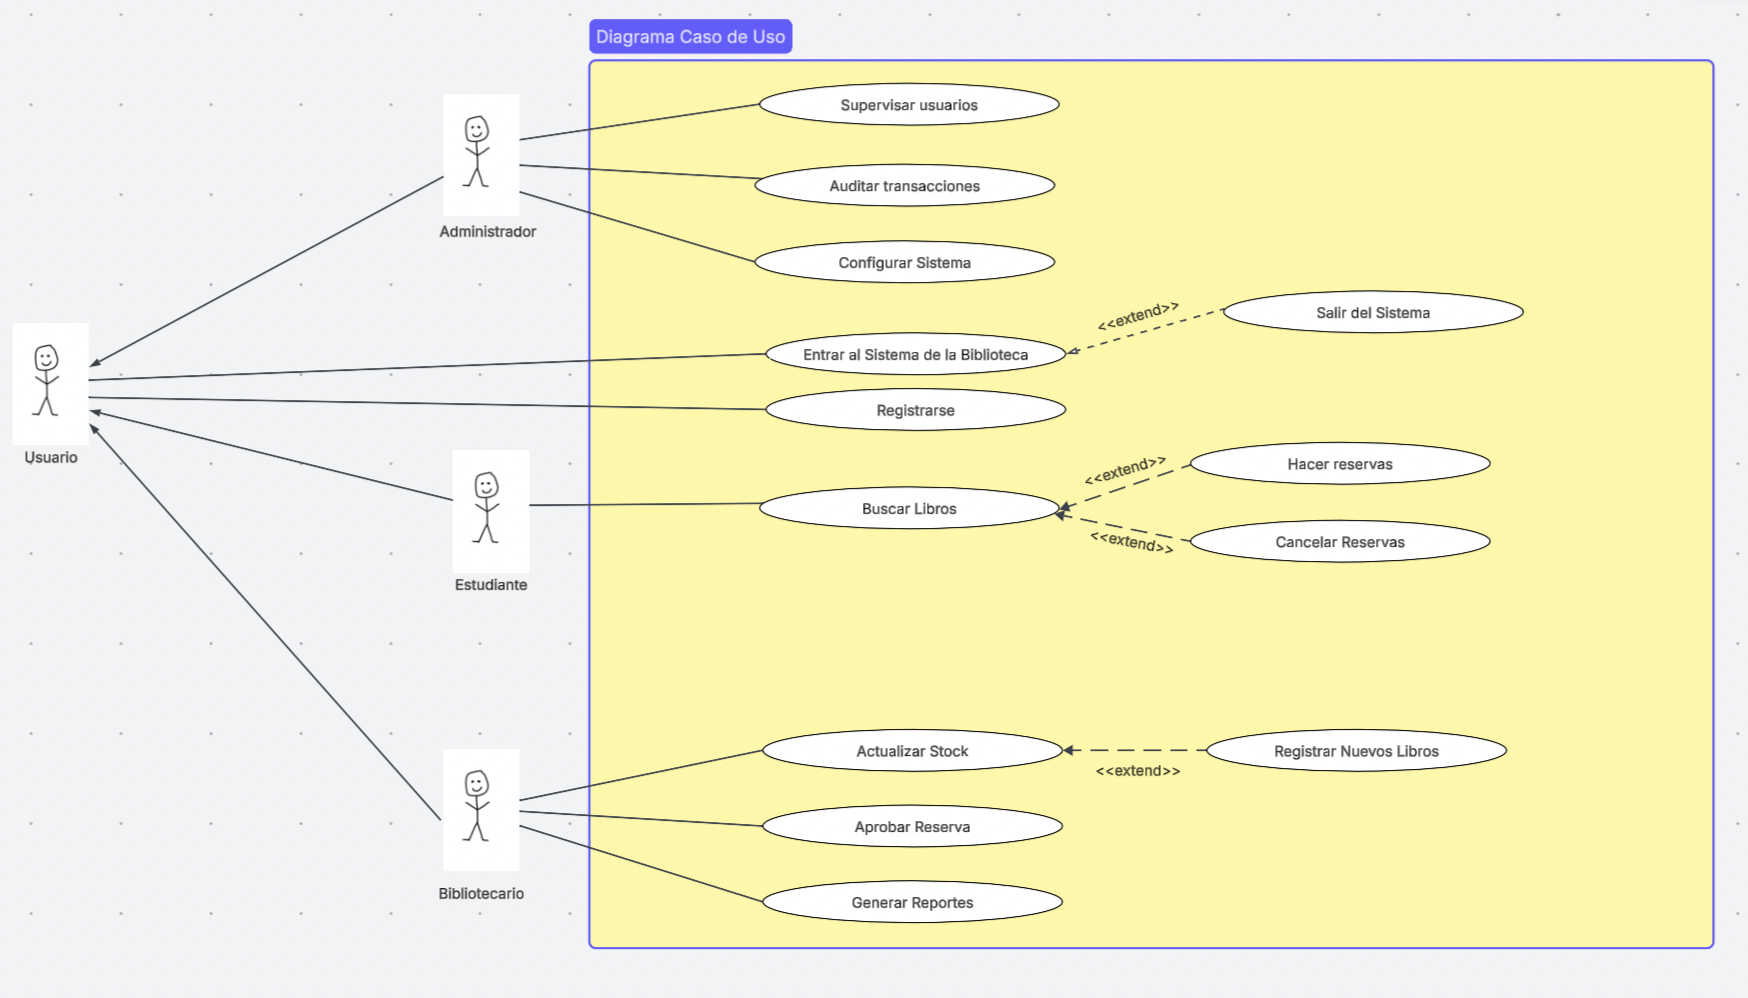 Diagrama Caso de Uso
Supervisar usuarios
Auditar transacciones
Administrador
Configurar Sistema
<<extend>>
Salir del Sistema
Entrar al Sistema de la Biblioteca
Registrarse
Usuario
<<extend>>
Hacer reservas
Buscar Libros
<<extend>>
Cancelar Reservas
Estudiante
Actualizar Stock
<<extend>>
Registrar Nuevos Libros
Aprobar Reserva
Bibliotecario
Generar Reportes